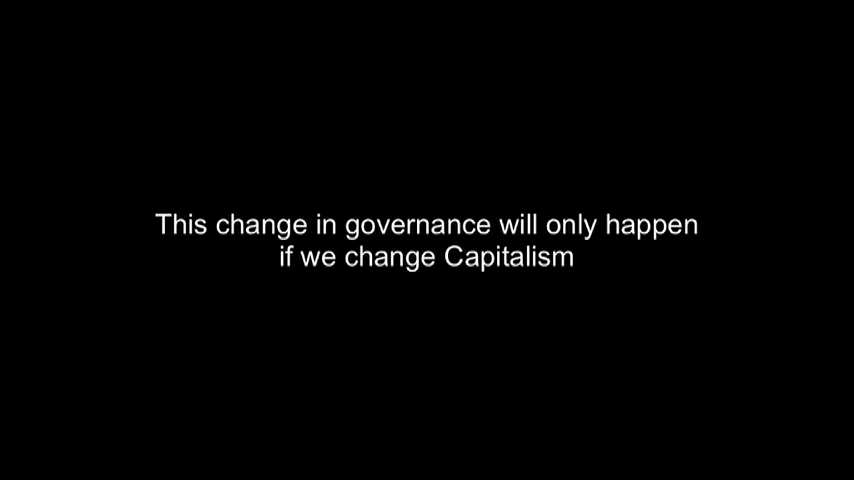 This change in governance will only happen
if we change Capitalism